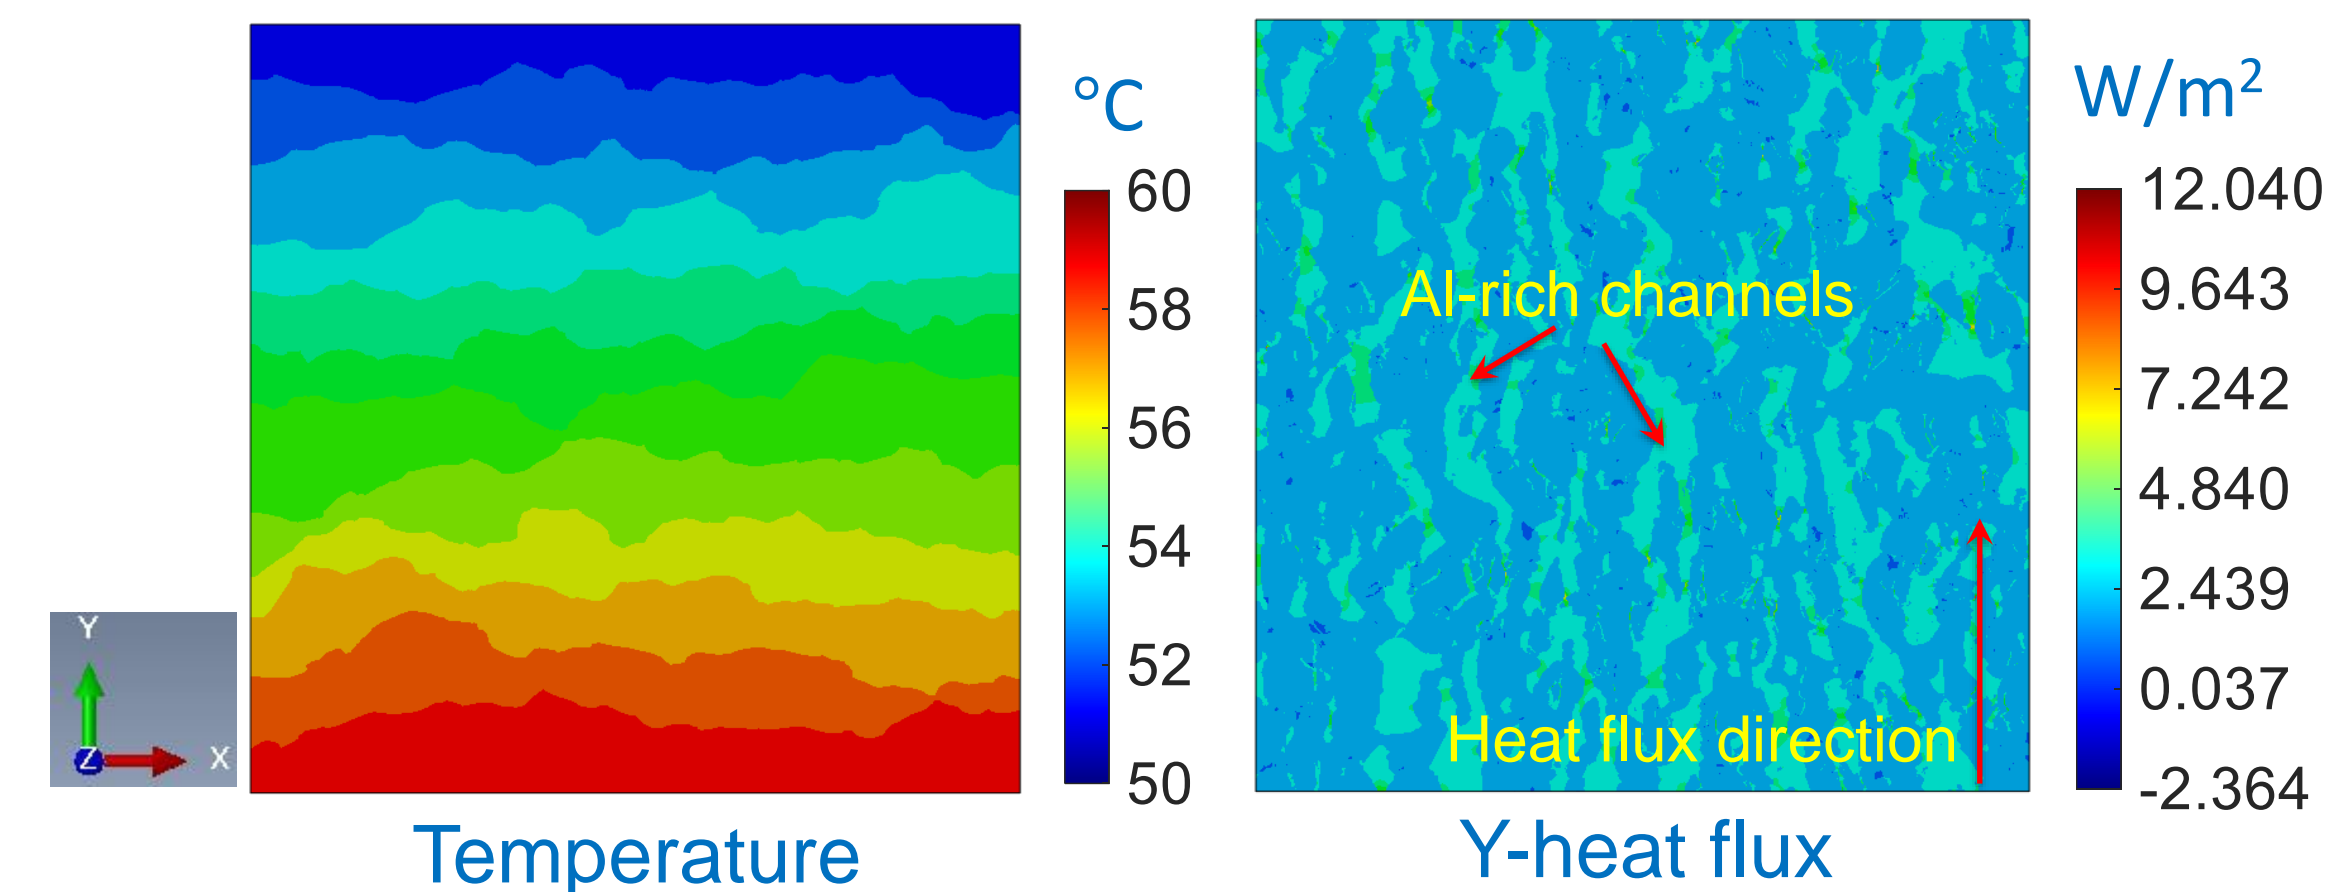 °C
60
58
56
54
52
50
Y
Z
X
Temperature
Al-rich channels
Heat flux direction
W/m²
12.040
9.643
7.242
4.840
2.439
0.037
-2.364
Y-heat flux